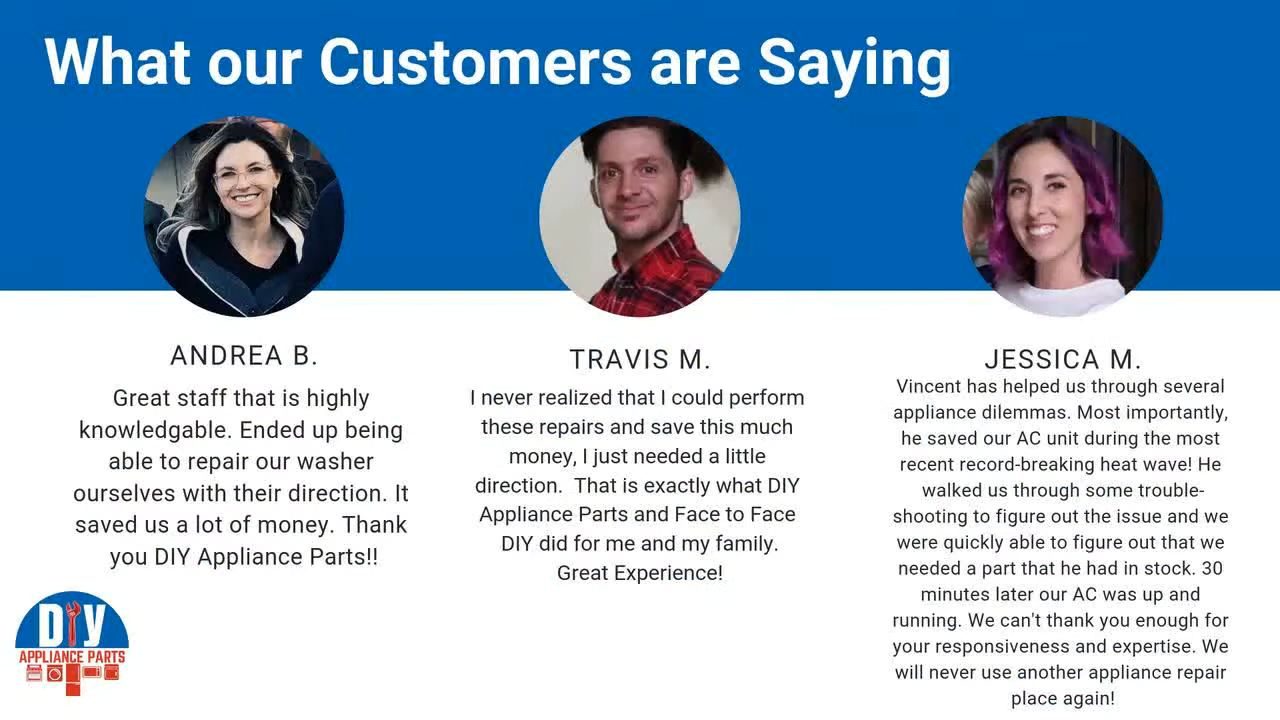 What our Customers are Saying
ANDREA B.
Great staff that is highly
knowledgable. Ended up being
able to repair our washer
ourselves with their direction. It
saved us a lot of money. Thank
you DIY Appliance Parts!!
TRAVIS M.
I never realized that I could perform
these repairs and save this much
money, I just needed a little
direction.  That is exactly what DIY
Appliance Parts and Face to Face
DIY did for me and my family.
Great Experience!
JESSICA M.
Vincent has helped us through several
appliance dilemmas. Most importantly,
he saved our AC unit during the most
recent record-breaking heat wave! He
walked us through some trouble-
shooting to figure out the issue and we
were quickly able to figure out that we
needed a part that he had in stock. 30
minutes later our AC was up and
running. We can't thank you enough for
your responsiveness and expertise. We
will never use another appliance repair
place again!
DIY
APPLIANCE PARTS